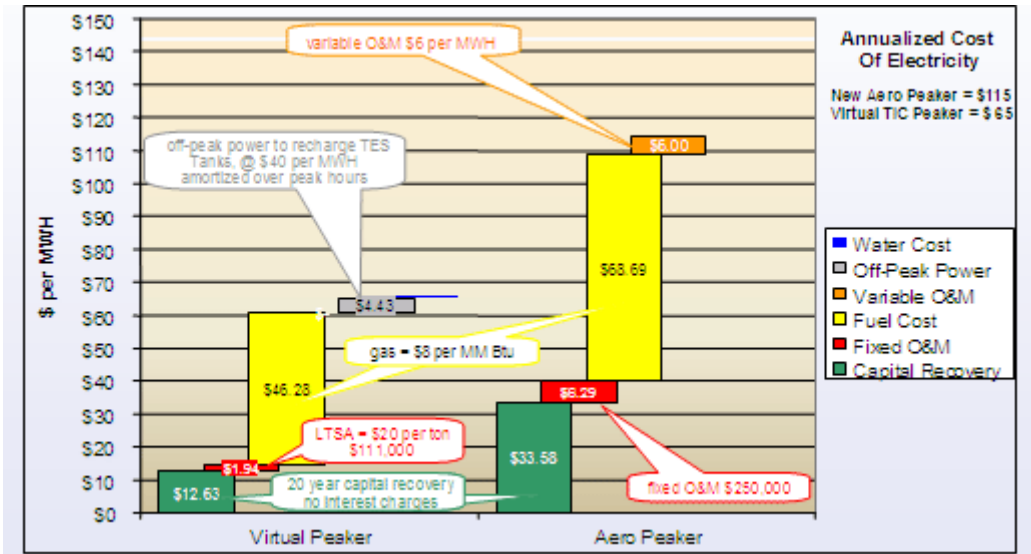 $150
$140
$130
$120
$110
$100
$90
$80
$70
$60
$50
$40
$30
$20
$10
$0
$ per MWH
variable O&M $6 per MWH
off-peak power to recharge TES
Tanks, @ $40 per MWH
amortized over peak hours
gas = $8 per MM Btu
LTSA = $20 per ton
$111,000
20 year capital recovery
no interest charges
fixed O&M $250,000
$12.63
$1.94
$46.28
$4.43
$33.58
$6.29
$68.69
$6.00
Virtual Peaker
Aero Peaker
Annualized Cost
Of Electricity
New Aero Peaker = $115
Virtual TIC Peaker = $65
Water Cost
Off-Peak Power
Variable O&M
Fuel Cost
Fixed O&M
Capital Recovery